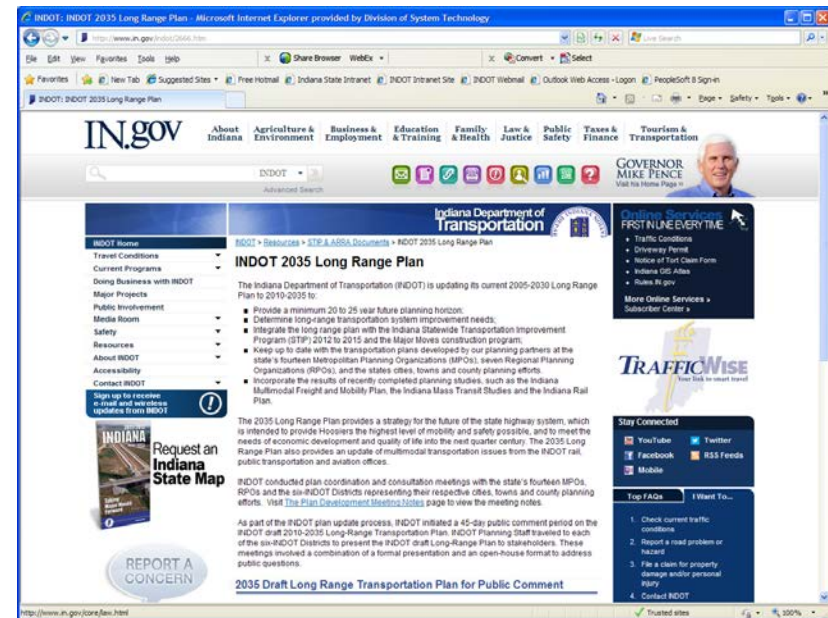 INDOT: INDOT 2035 Long Range Plan - Microsoft Internet Explorer provided by Division of System Technology
http://www.in.gov/indot/2666.htm
Live Search
File Edit View Favorites Tools Help
Share Browser WebEx
Convert Select
Favorites New Tab Suggested Sites Free Hotmail Indiana State Intranet INDOT Intranet Site INDOT Webmail Outlook Web Access - Logon PeopleSoft 8 Sign-in
INDOT: INDOT 2035 Long Range Plan
Page Safety Tools
IN.gov
About Indiana
Agriculture & Environment
Business & Employment
Education & Training
Family & Health
Law & Justice
Public Safety
Taxes & Finance
Tourism & Transportation
INDOT
Advanced Search
GOVERNOR
MIKE PENCE
Visit his Home Page »
Indiana Department of
Transportation
INDOT Home
Travel Conditions
Current Programs
Doing Business with INDOT
Major Projects
Public Involvement
Media Room
Safety
Resources
About INDOT
Accessibility
Contact INDOT
Sign up to receive
e-mail and wireless
updates from INDOT
INDIANA
Taking
Major Moves
Forward
Request an
Indiana
State Map
REPORT A
CONCERN
INDOT > Resources > STIP & ARRA Documents > INDOT 2035 Long Range Plan
INDOT 2035 Long Range Plan
The Indiana Department of Transportation (INDOT) is updating its current 2005-2030 Long Range
Plan to 2010-2035 to:
Provide a minimum 20 to 25 year future planning horizon;
Determine long-range transportation system improvement needs;
Integrate the long range plan with the Indiana Statewide Transportation Improvement
Program (STIP) 2012 to 2015 and the Major Moves construction program;
Keep up to date with the transportation plans developed by our planning partners at the
state's fourteen Metropolitan Planning Organizations (MPOs), seven Regional Planning
Organizations (RPOs), and the states cities, towns and county planning efforts.
Incorporate the results of recently completed planning studies, such as the Indiana
Multimodal Freight and Mobility Plan, the Indiana Mass Transit Studies and the Indiana Rail
Plan.
The 2035 Long Range Plan provides a strategy for the future of the state highway system, which
is intended to provide Hoosiers the highest level of mobility and safety possible, and to meet the
needs of economic development and quality of life into the next quarter century. The 2035 Long
Range Plan also provides an update of multimodal transportation issues from the INDOT rail,
public transportation and aviation offices.
INDOT conducted plan coordination and consultation meetings with the state's fourteen MPOs,
RPOs and the six-INDOT Districts representing their respective cities, towns and county planning
efforts. Visit The Plan Development Meeting Notes page to view the meeting notes.
As part of the INDOT plan update process, INDOT initiated a 45-day public comment period on the
INDOT draft 2010-2035 Long-Range Transportation Plan. INDOT Planning Staff traveled to each
of the six-INDOT Districts to present the INDOT draft Long-Range Plan to stakeholders. These
meetings involved a combination of a formal presentation and an open-house format to address
public questions.
2035 Draft Long Range Transportation Plan for Public Comment
Online Services
FIRST IN LINE EVERY TIME
Traffic Conditions
Driveway Permit
Notice of Tort Claim Form
Indiana GIS Atlas
Rules.IN.gov
More Online Services »
Subscriber Center »
TRAFFICWISE
Your link to smart travel
Stay Connected
YouTube Twitter
Facebook RSS Feeds
Mobile
Top FAQs I Want To...
1. Check current traffic
conditions
2. Report a road problem or
hazard
3. File a claim for property
damage and/or personal
injury
4. Contact INDOT
http://www.in.gov/core/law.html
Trusted sites
100%